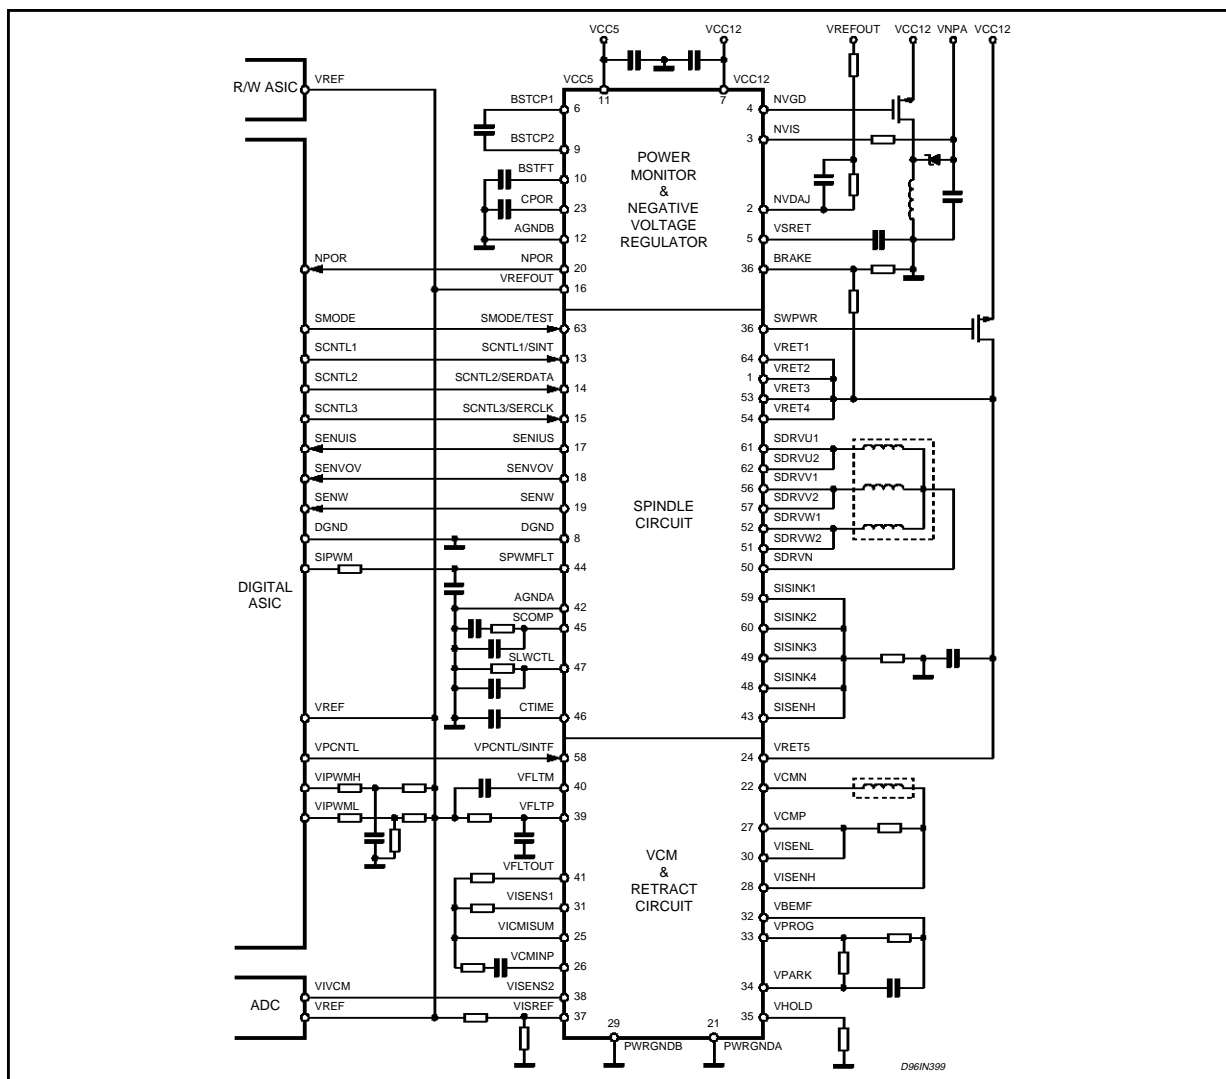 VCC5
VCC12
VREFOUT
VCC12
VNPA
VCC12
R/W ASIC
VREF
VCC5
11
VCC12
7
BSTCP1
6
BSTCP2
9
BSTFT
10
CPOR
23
AGNDB
12
NPOR
NPOR
20
VREFOUT
16
POWER
MONITOR
&
NEGATIVE
VOLTAGE
REGULATOR
4
NVGD
3
NVIS
2
NVDAJ
5
VSRET
36
BRAKE
SMODE
SMODE/TEST
63
SCNTL1
SCNTL1/SINT
13
SCNTL2
SCNTL2/SERDATA
14
SCNTL3
SCNTL3/SERCLK
15
SENUIS
SENIUS
17
SENVOV
SENVOV
18
SENW
SENW
19
DGND
DGND
8
SIPWM
SPWMFLT
44
DIGITAL
ASIC
AGNDA
42
SCOMP
45
SLWCTL
47
CTIME
46
SPINDLE
CIRCUIT
36
SWPWR
64
VRET1
1
VRET2
53
VRET3
54
VRET4
61
SDRVU1
62
SDRVU2
56
SDRVV1
57
SDRVV2
52
SDRVW1
51
SDRVW2
50
SDRVN
59
SISINK1
60
SISINK2
49
SISINK3
48
SISINK4
43
SISENH
VREF
VPCNTL
VPCNTL/SINTF
58
VIPWMH
VFLTM
40
VIPWML
VFLTP
39
VFLTOUT
41
VISENS1
31
VICMISUM
25
VCMINP
26
VCM
&
RETRACT
CIRCUIT
24
VRET5
22
VCMN
27
VCMP
30
VISENL
28
VISENH
32
VBEMF
33
VPROG
34
VPARK
35
VHOLD
ADC
VIVCM
VISENS2
38
VREF
VISREF
37
29
PWRGNDB
21
PWRGNDA
D96IN399